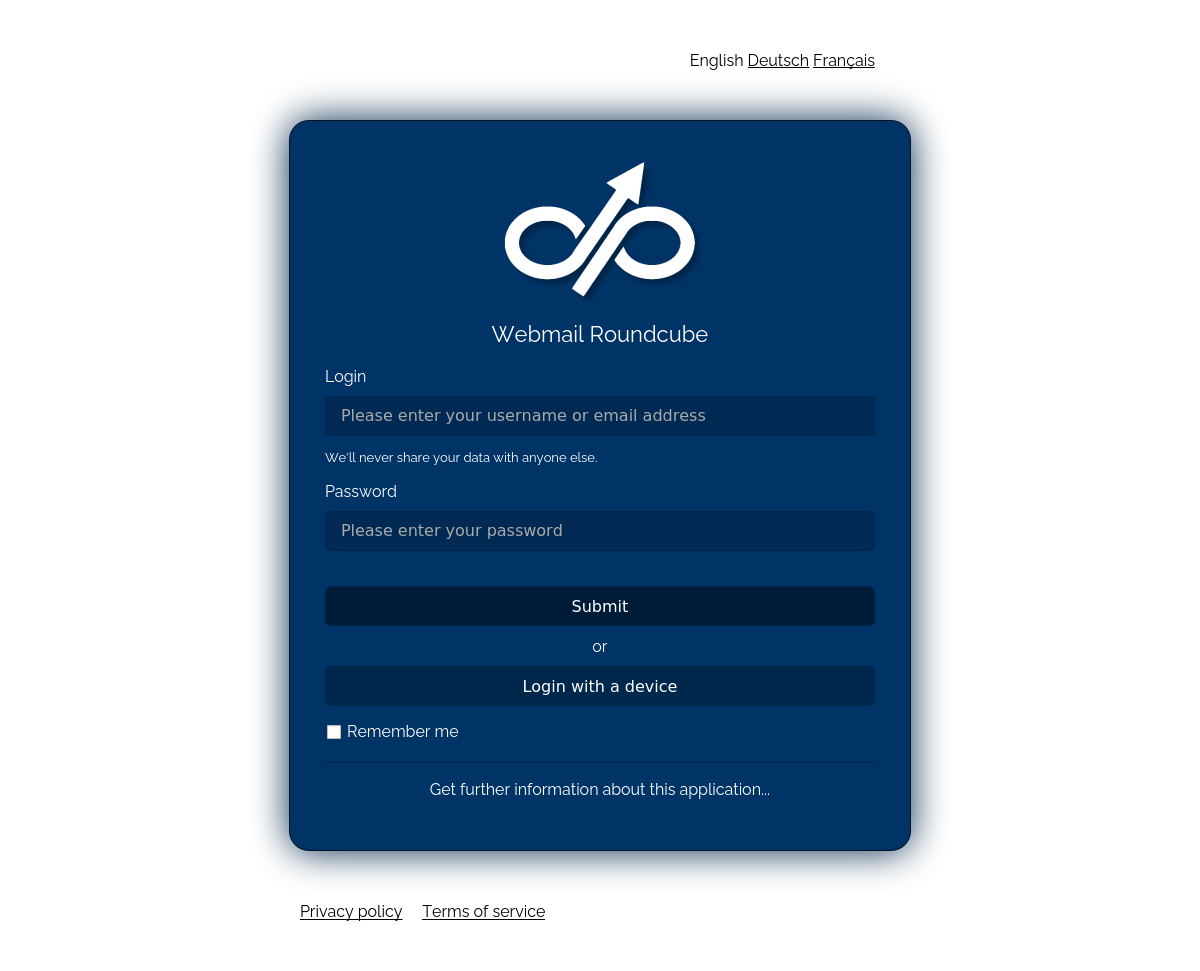 English Deutsch Français
Webmail Roundcube
Login
Please enter your username or email address
We'll never share your data with anyone else.
Password
Please enter your password
Submit
or
Login with a device
Remember me
Get further information about this application...
Privacy policy Terms of service